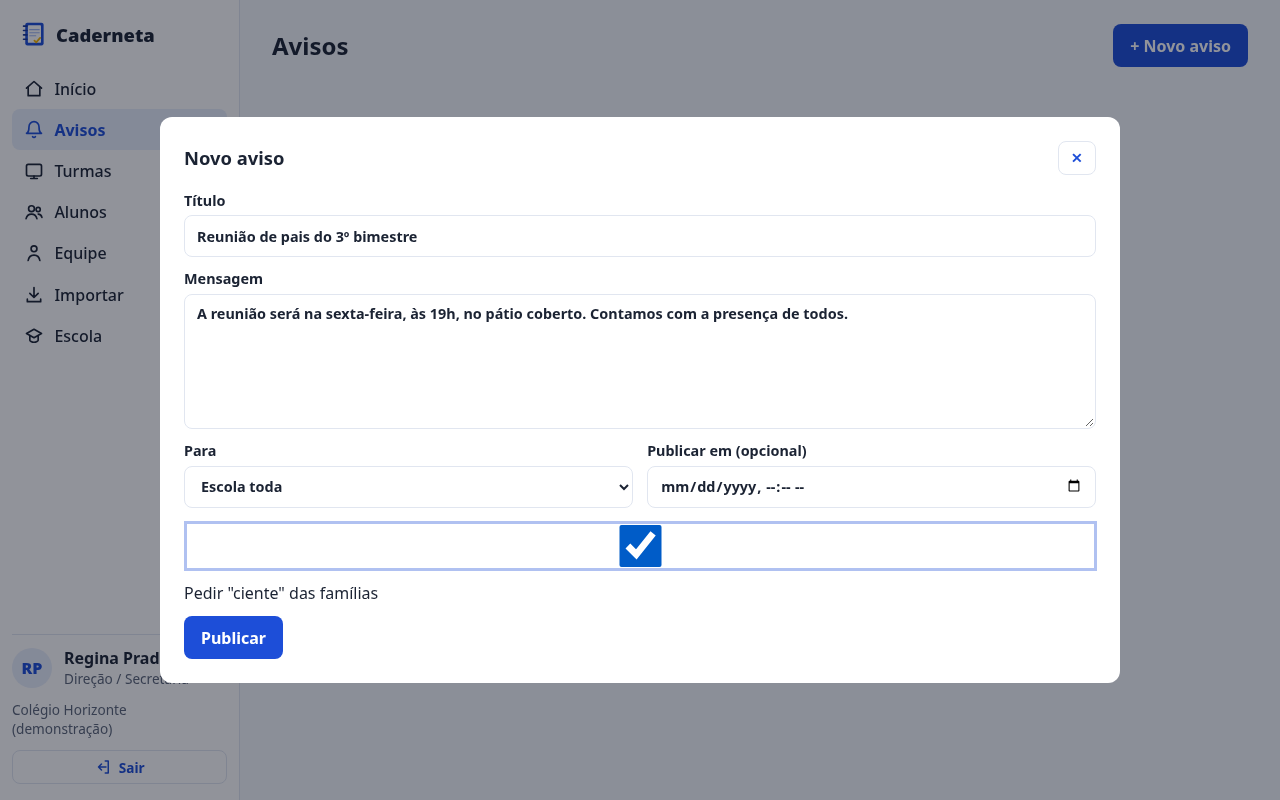 Caderneta
Início
Avisos
Turmas
Alunos
Equipe
Importar
Escola
RP
Regina Prad
Direção / Secretaria
Colégio Horizonte
(demonstração)
Sair
Avisos
+ Novo aviso
Novo aviso
×
Título
Reunião de pais do 3º bimestre
Mensagem
A reunião será na sexta-feira, às 19h, no pátio coberto. Contamos com a presença de todos.
Para
Publicar em (opcional)
Escola toda
mm/dd/yyyy, --:-- --
Pedir "ciente" das famílias
Publicar